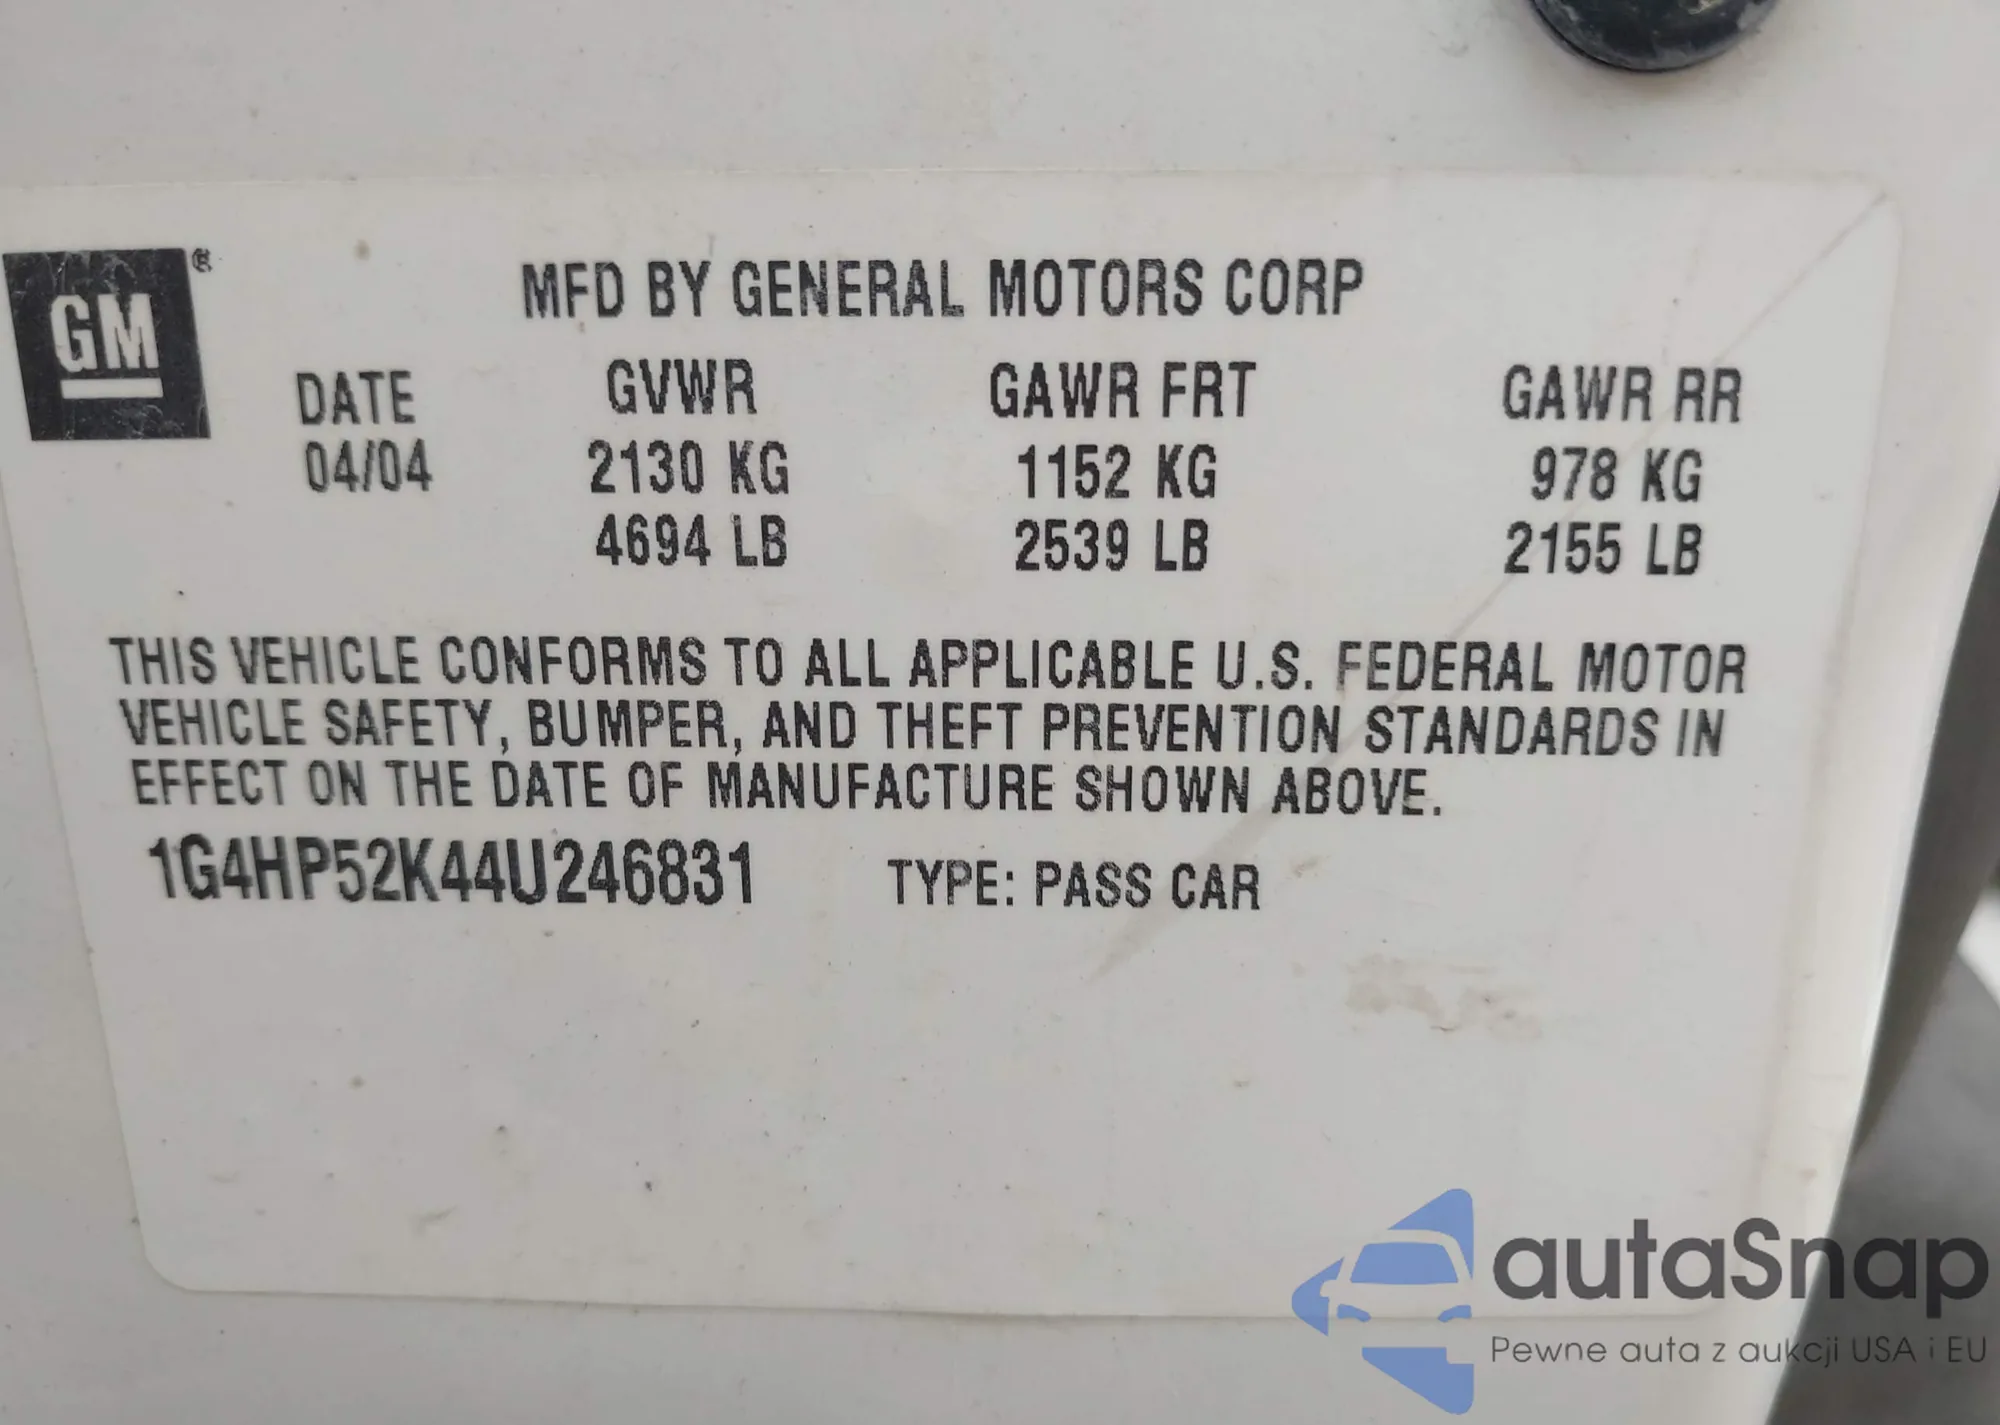 GM®
MFD BY GENERAL MOTORS CORP
DATE GVWR GAWR FRT GAWR RR
04/04 2130 KG 1152 KG 978 KG
4694 LB 2539 LB 2155 LB
THIS VEHICLE CONFORMS TO ALL APPLICABLE U.S. FEDERAL MOTOR
VEHICLE SAFETY, BUMPER, AND THEFT PREVENTION STANDARDS IN
EFFECT ON THE DATE OF MANUFACTURE SHOWN ABOVE.
1G4HP52K44U246831 TYPE: PASS CAR
autaSnap
Pewne auta z aukcji USA i EU